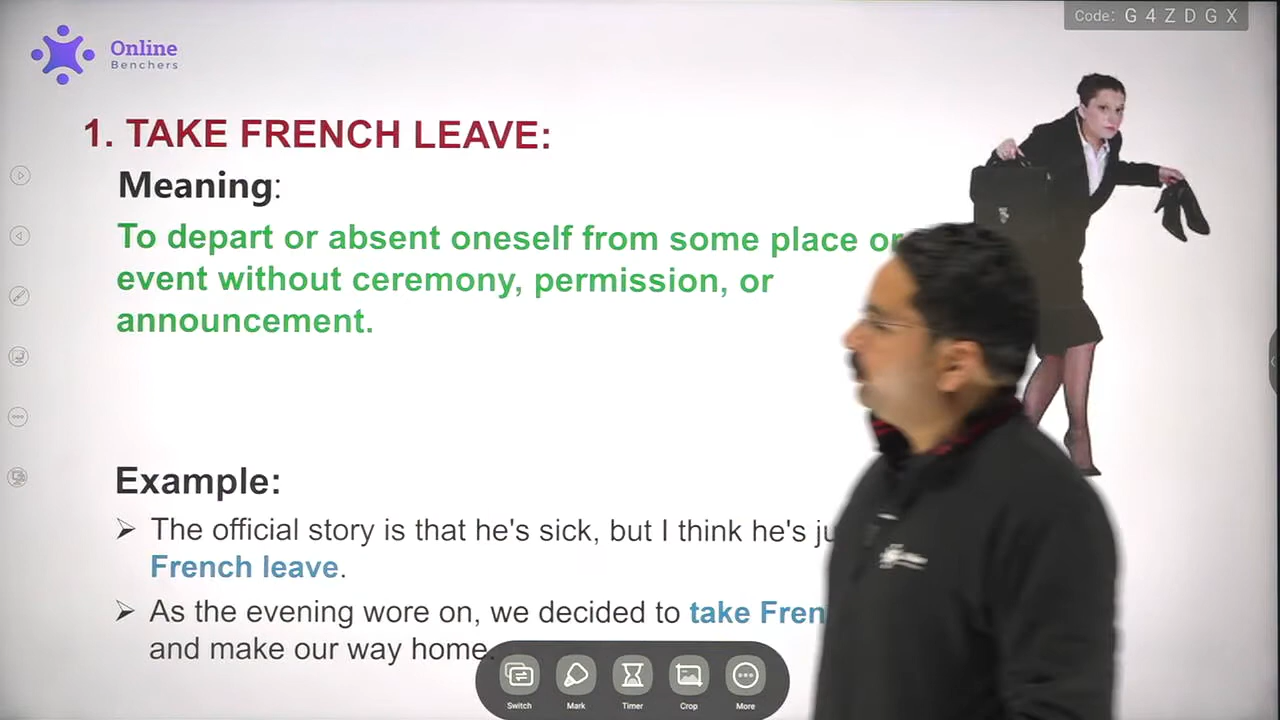 Code: G 4 Z D G X
Online
Benchers
1. TAKE FRENCH LEAVE:
Meaning:
To depart or absent oneself from some place or
event without ceremony, permission, or
announcement.
Example:
➢ The official story is that he's sick, but I think he's
French leave.
➢ As the evening wore on, we decided to take
and make our way home.
Switch
Mark
Timer
Crop
More